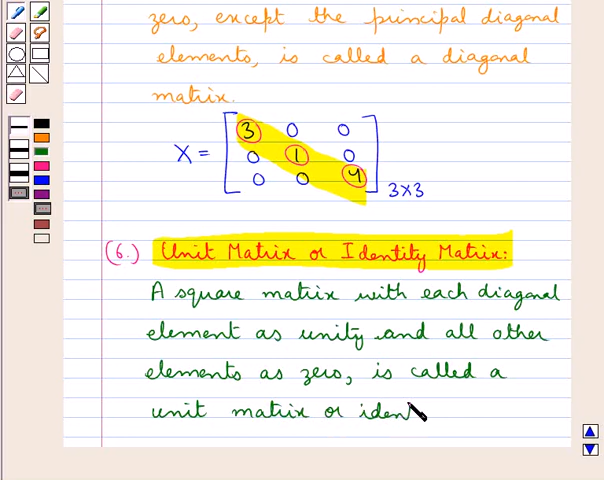 zero, except the principal diagonal
elements, is called a diagonal
matrix.
3 0 0
X = 0 1 0
0 0 4
3×3
(6.) Unit Matrix or Identity Matrix:
A square matrix with each diagonal
element as unity and all other
elements as zero, is called a
unit matrix or iden